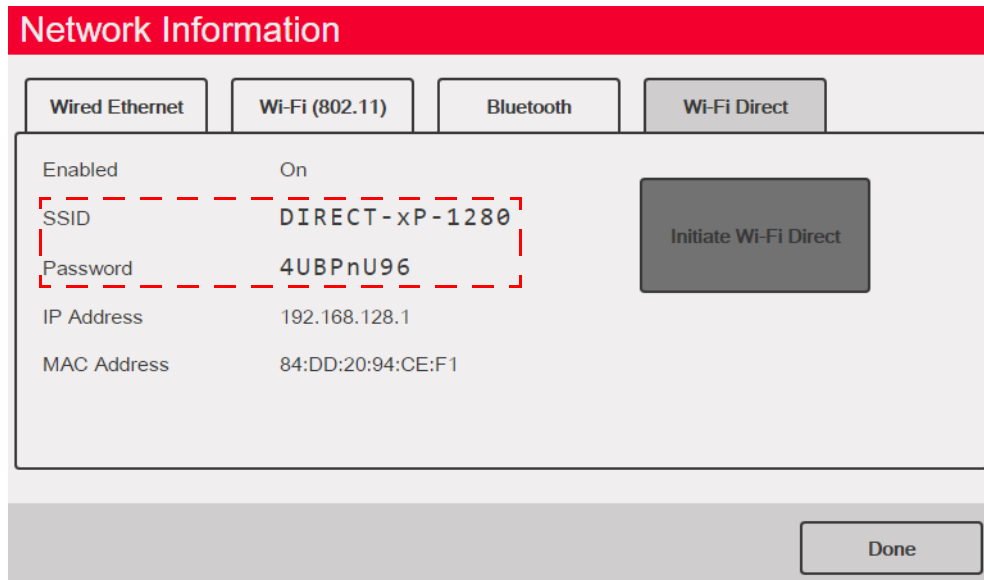 Network Information
Wired Ethernet Wi-Fi (802.11) Bluetooth Wi-Fi Direct
Enabled On
SSID DIRECT-xP-1280
Initiate Wi-Fi Direct
Password 4UBPnU96
IP Address 192.168.128.1
MAC Address 84:DD:20:94:CE:F1
Done